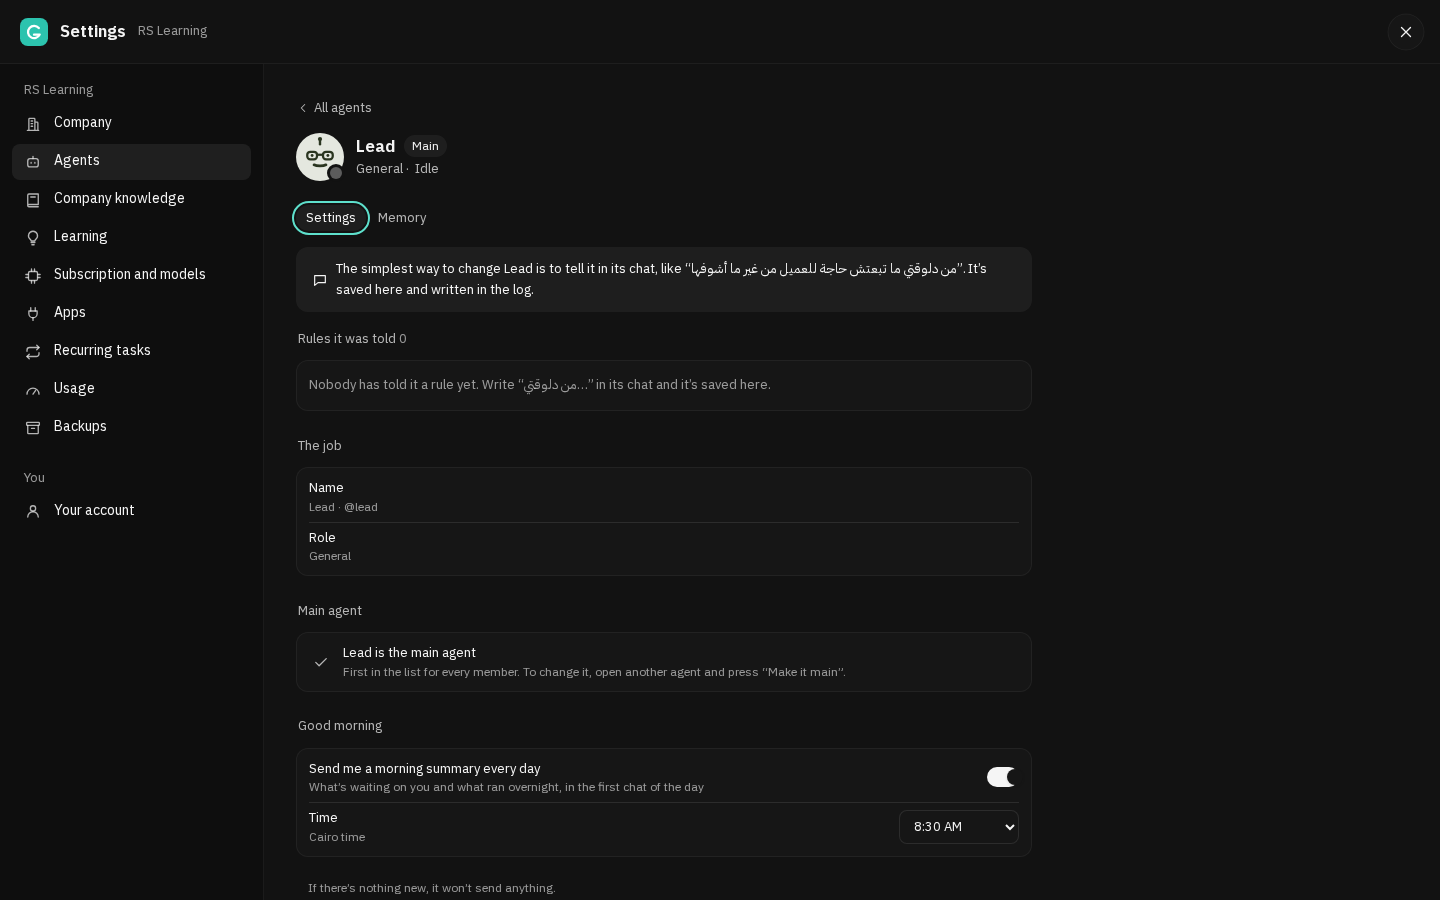 Settings RS Learning
RS Learning
Company
Agents
Company knowledge
Learning
Subscription and models
Apps
Recurring tasks
Usage
Backups
You
Your account
All agents
Lead Main
General · Idle
Settings Memory
The simplest way to change Lead is to tell it in its chat, like “من دلوقتي ما تبعتش حاجة للعميل من غير ما أشوفها”. It’s
saved here and written in the log.
Rules it was told 0
Nobody has told it a rule yet. Write “من دلوقتي…” in its chat and it’s saved here.
The job
Name
Lead · @lead
Role
General
Main agent
Lead is the main agent
First in the list for every member. To change it, open another agent and press “Make it main”.
Good morning
Send me a morning summary every day
What’s waiting on you and what ran overnight, in the first chat of the day
Time
Cairo time
8:30 AM
If there’s nothing new, it won’t send anything.